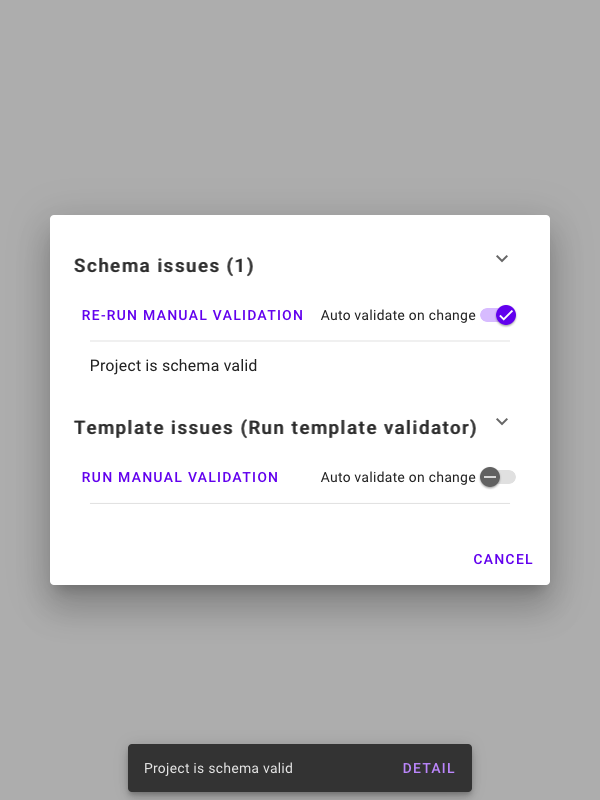 Schema issues (1)
RE-RUN MANUAL VALIDATION Auto validate on change
Project is schema valid
Template issues (Run template validator)
RUN MANUAL VALIDATION Auto validate on change
CANCEL
Project is schema valid DETAIL